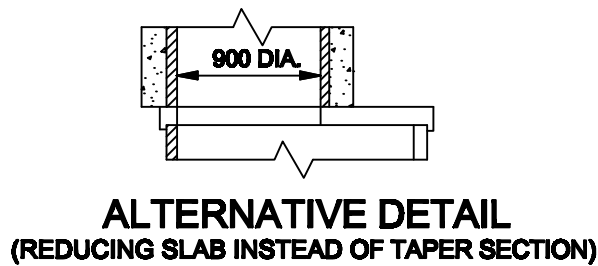 900 DIA.
ALTERNATIVE DETAIL
(REDUCING SLAB INSTEAD OF TAPER SECTION)